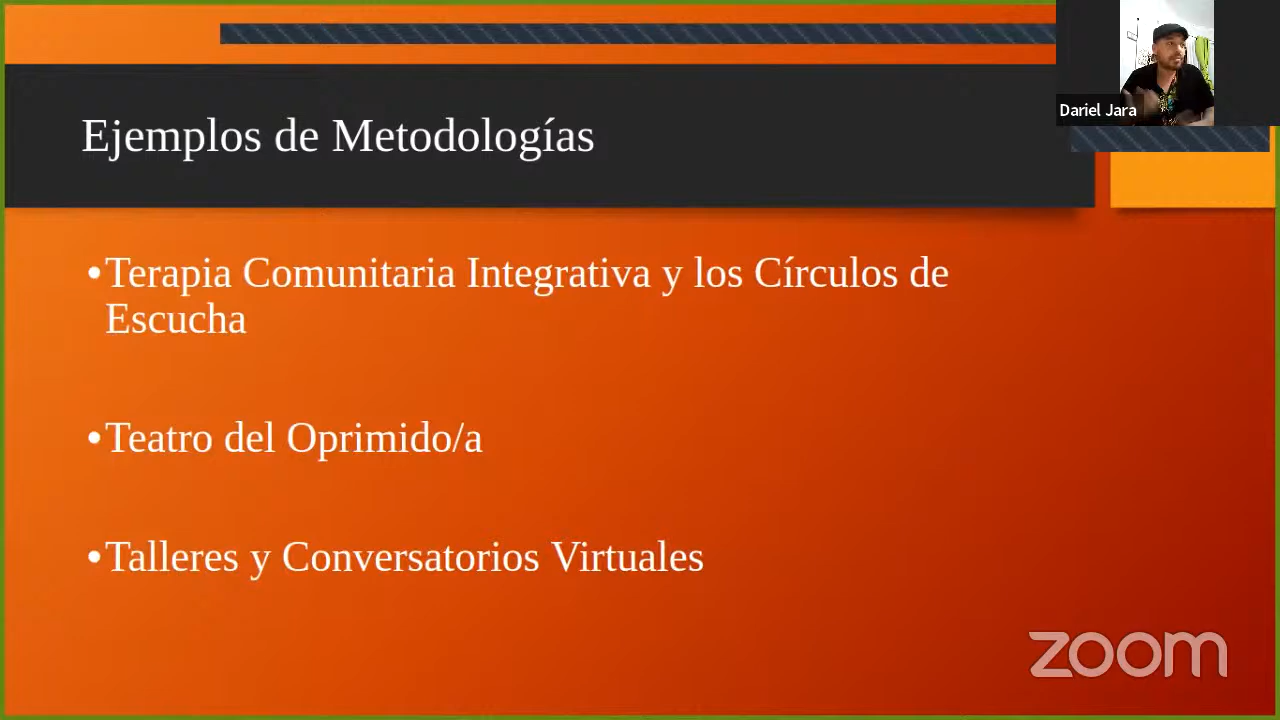 Dariel Jara
Ejemplos de Metodologías
•Terapia Comunitaria Integrativa y los Círculos de
Escucha
•Teatro del Oprimido/a
•Talleres y Conversatorios Virtuales
zoom